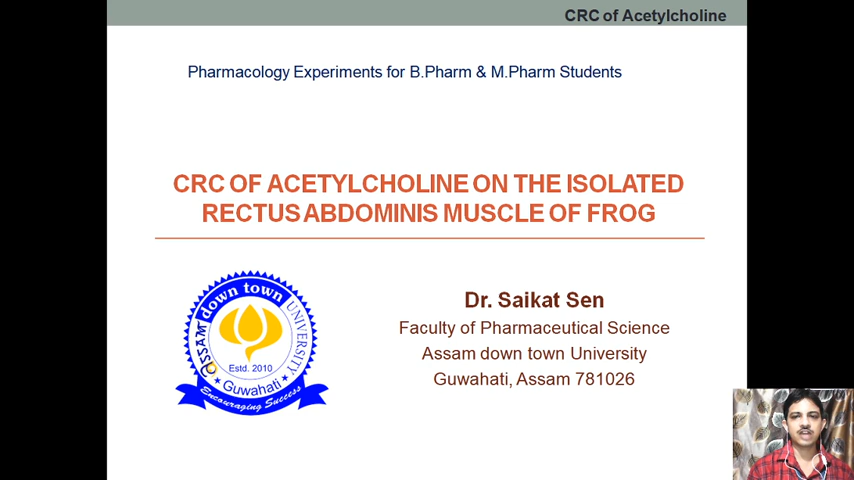 CRC of Acetylcholine
Pharmacology Experiments for B.Pharm & M.Pharm Students
CRC OF ACETYLCHOLINE ON THE ISOLATED
RECTUS ABDOMINIS MUSCLE OF FROG
assam down town UNIVERSITY
Estd. 2010
Guwahati
Encouraging Success
Dr. Saikat Sen
Faculty of Pharmaceutical Science
Assam down town University
Guwahati, Assam 781026